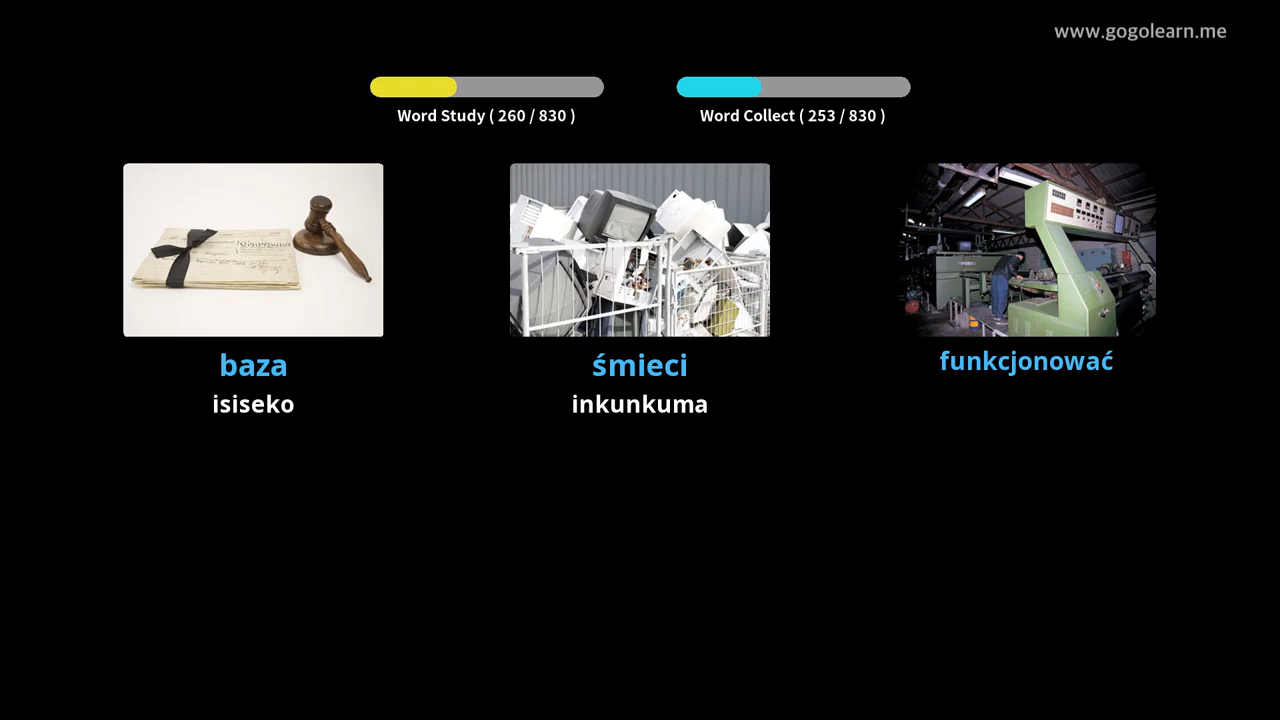 www.gogolearn.me
Word Study ( 260 / 830 )
Word Collect ( 253 / 830 )
baza
isiseko
śmieci
inkunkuma
funkcjonować